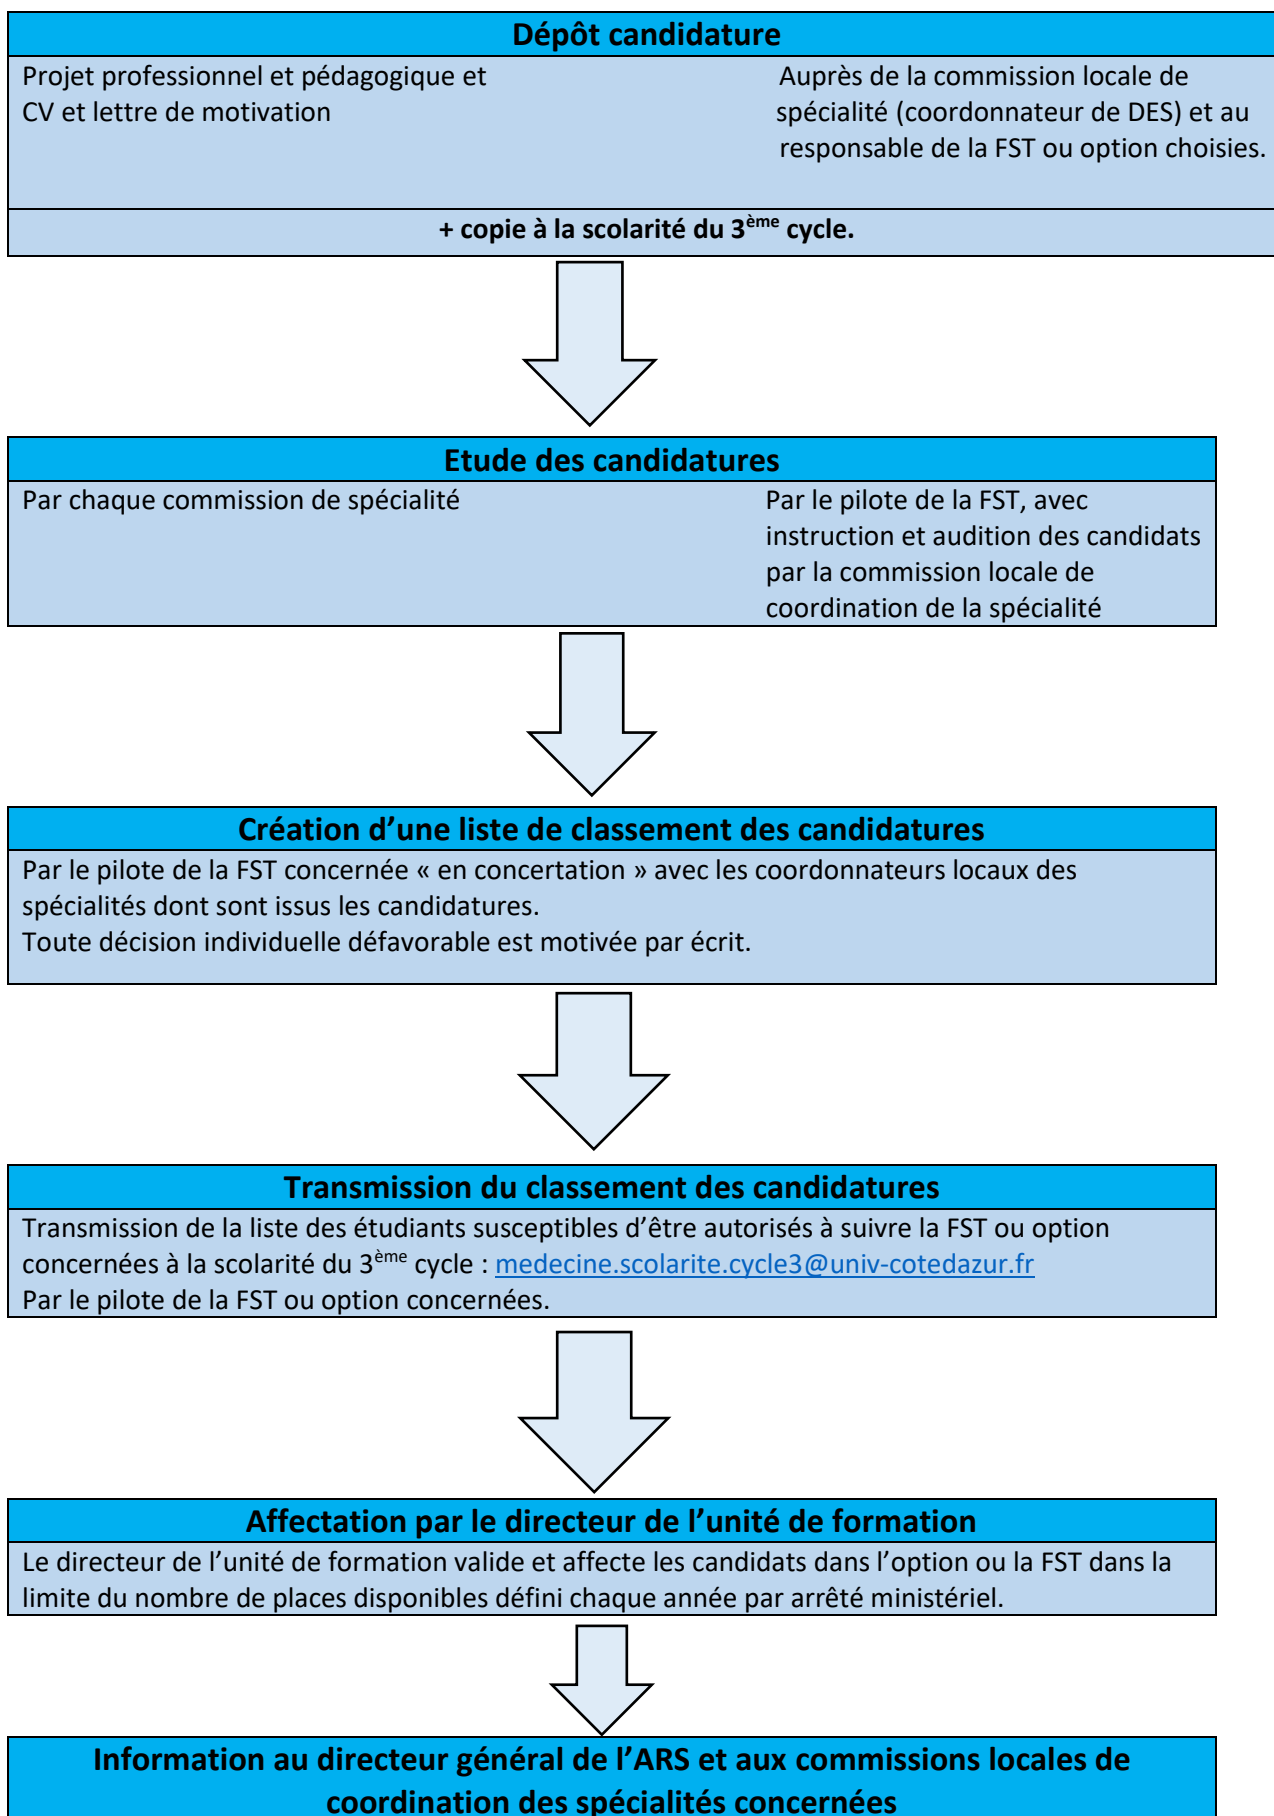 Dépôt candidature
Projet professionnel et pédagogique et
CV et lettre de motivation
Auprès de la commission locale de
spécialité (coordonnateur de DES) et au
responsable de la FST ou option choisies.
+ copie à la scolarité du 3ème cycle.
Etude des candidatures
Par chaque commission de spécialité
Par le pilote de la FST, avec
instruction et audition des candidats
par la commission locale de
coordination de la spécialité
Création d’une liste de classement des candidatures
Par le pilote de la FST concernée « en concertation » avec les coordonnateurs locaux des
spécialités dont sont issus les candidatures.
Toute décision individuelle défavorable est motivée par écrit.
Transmission du classement des candidatures
Transmission de la liste des étudiants susceptibles d’être autorisés à suivre la FST ou option
concernées à la scolarité du 3ème cycle : medecine.scolarite.cycle3@univ-cotedazur.fr
Par le pilote de la FST ou option concernées.
Affectation par le directeur de l’unité de formation
Le directeur de l’unité de formation valide et affecte les candidats dans l’option ou la FST dans la
limite du nombre de places disponibles défini chaque année par arrêté ministériel.
Information au directeur général de l’ARS et aux commissions locales de
coordination des spécialités concernées